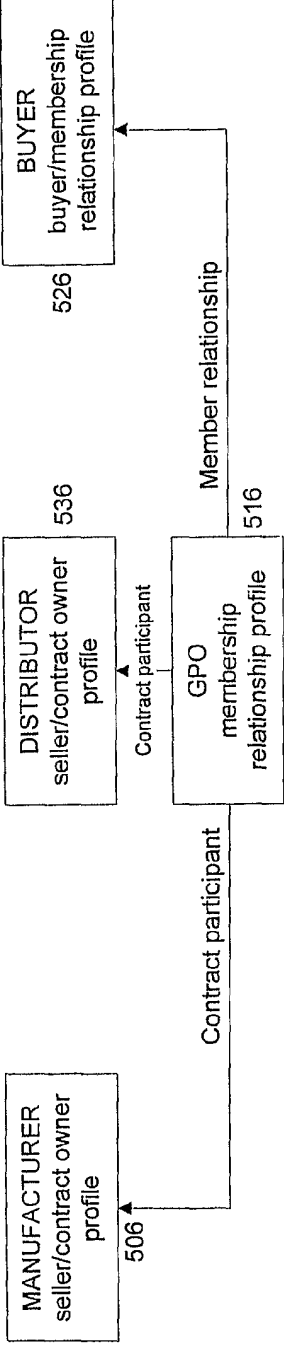 MANUFACTURER
seller/contract owner
profile
506
DISTRIBUTOR
seller/contract owner
profile
536
BUYER
buyer/membership
relationship profile
526
Contract participant
Contract participant
Member relationship
GPO
membership
relationship profile
516